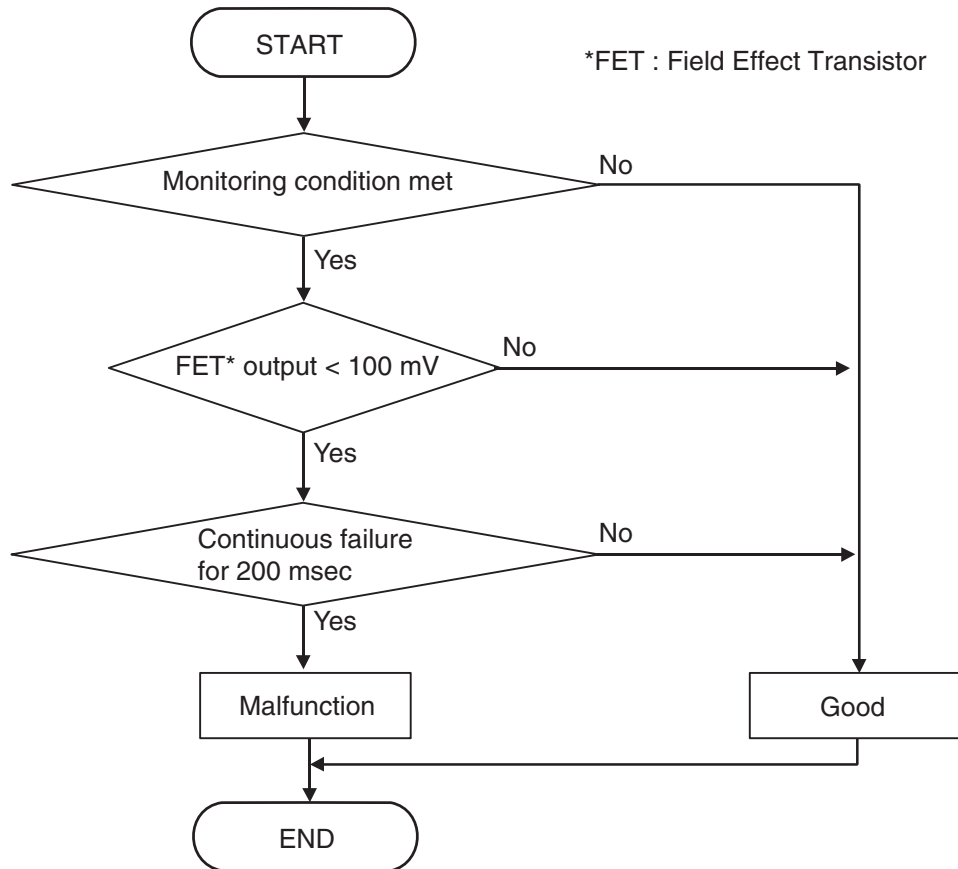 START
*FET : Field Effect Transistor
Monitoring condition met
No
Yes
FET* output < 100 mV
No
Yes
Continuous failure
for 200 msec
No
Yes
Malfunction
Good
END